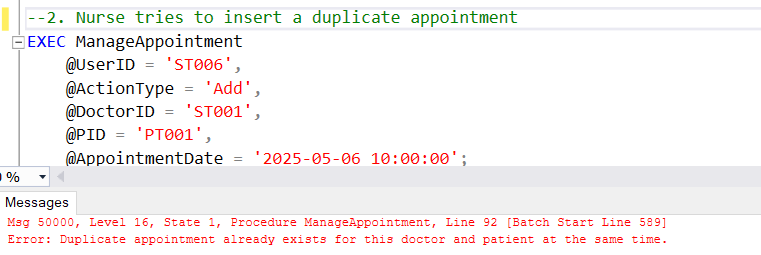 --2. Nurse tries to insert a duplicate appointment
EXEC ManageAppointment
@UserID = 'ST006',
@ActionType = 'Add',
@DoctorID = 'ST001',
@PID = 'PT001',
@AppointmentDate = '2025-05-06 10:00:00';
%
Messages
Msg 50000, Level 16, State 1, Procedure ManageAppointment, Line 92 [Batch Start Line 589]
Error: Duplicate appointment already exists for this doctor and patient at the same time.